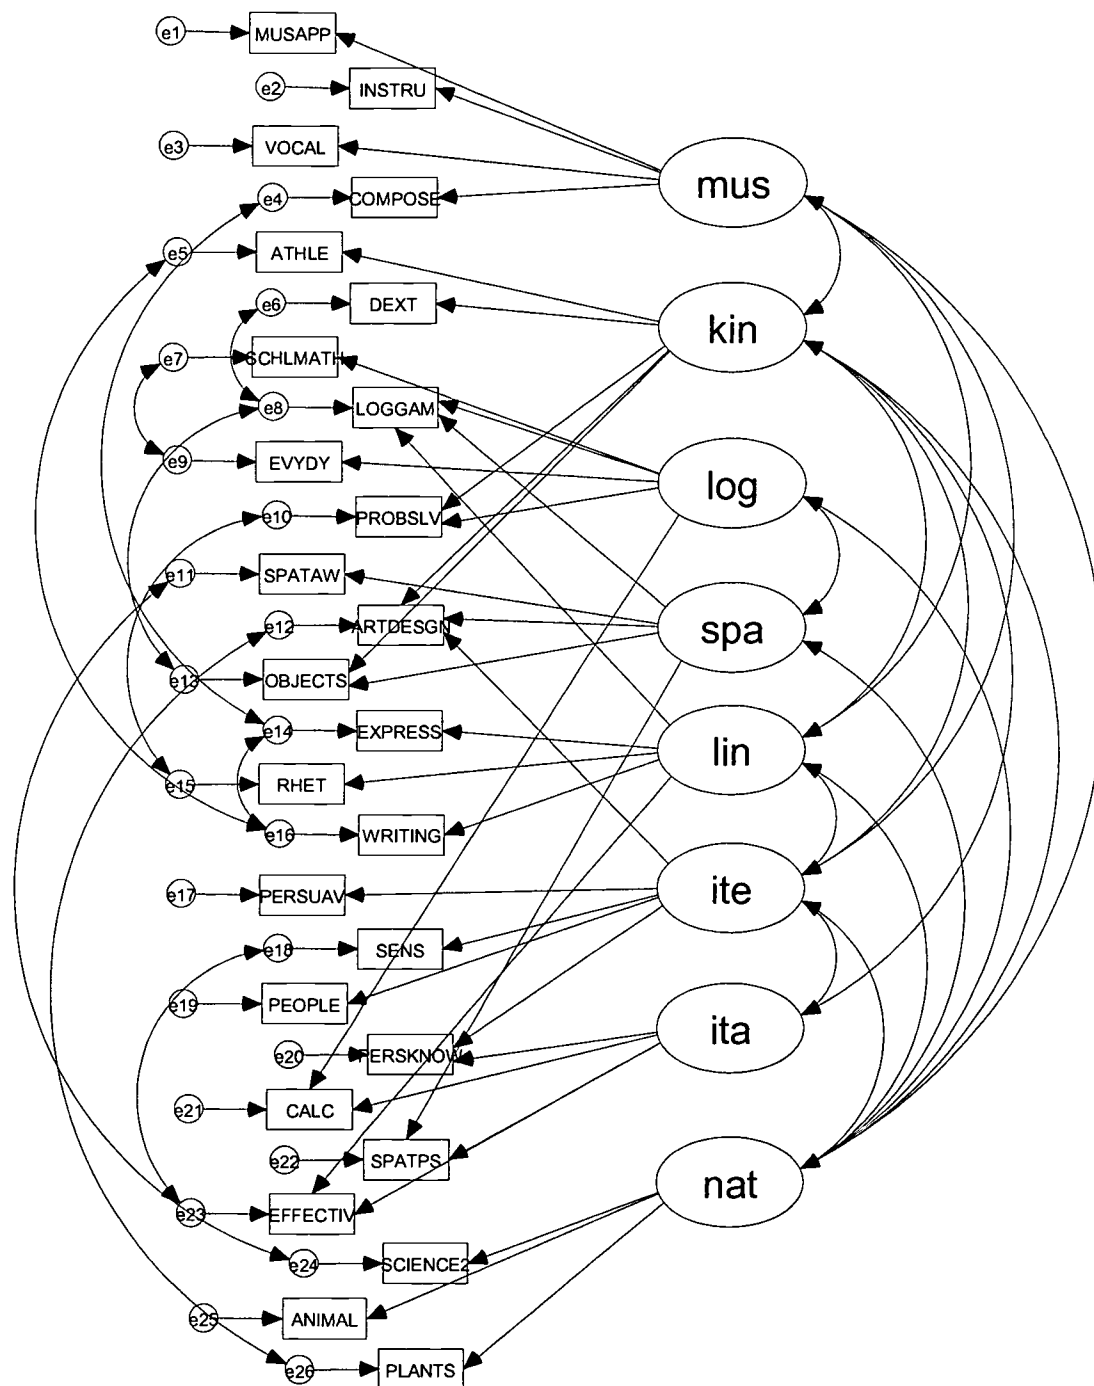 e1 MUSAPP
e2 INSTRU
e3 VOCAL
mus
e4 COMPOSE
e5 ATHLE
e6 DEXT
kin
e7 SCHLMATH
e8 LOGGAM
e9 EVYDY
log
e10 PROBSLV
e11 SPATAW
e12 ARTDESGN
spa
e13 OBJECTS
e14 EXPRESS
lin
e15 RHET
e16 WRITING
e17 PERSUAV
ite
e18 SENS
e19 PEOPLE
ita
e20 PERSKNOW
e21 CALC
e22 SPATPS
nat
e23 EFFECTIV
e24 SCIENCE2
e25 ANIMAL
e26 PLANTS